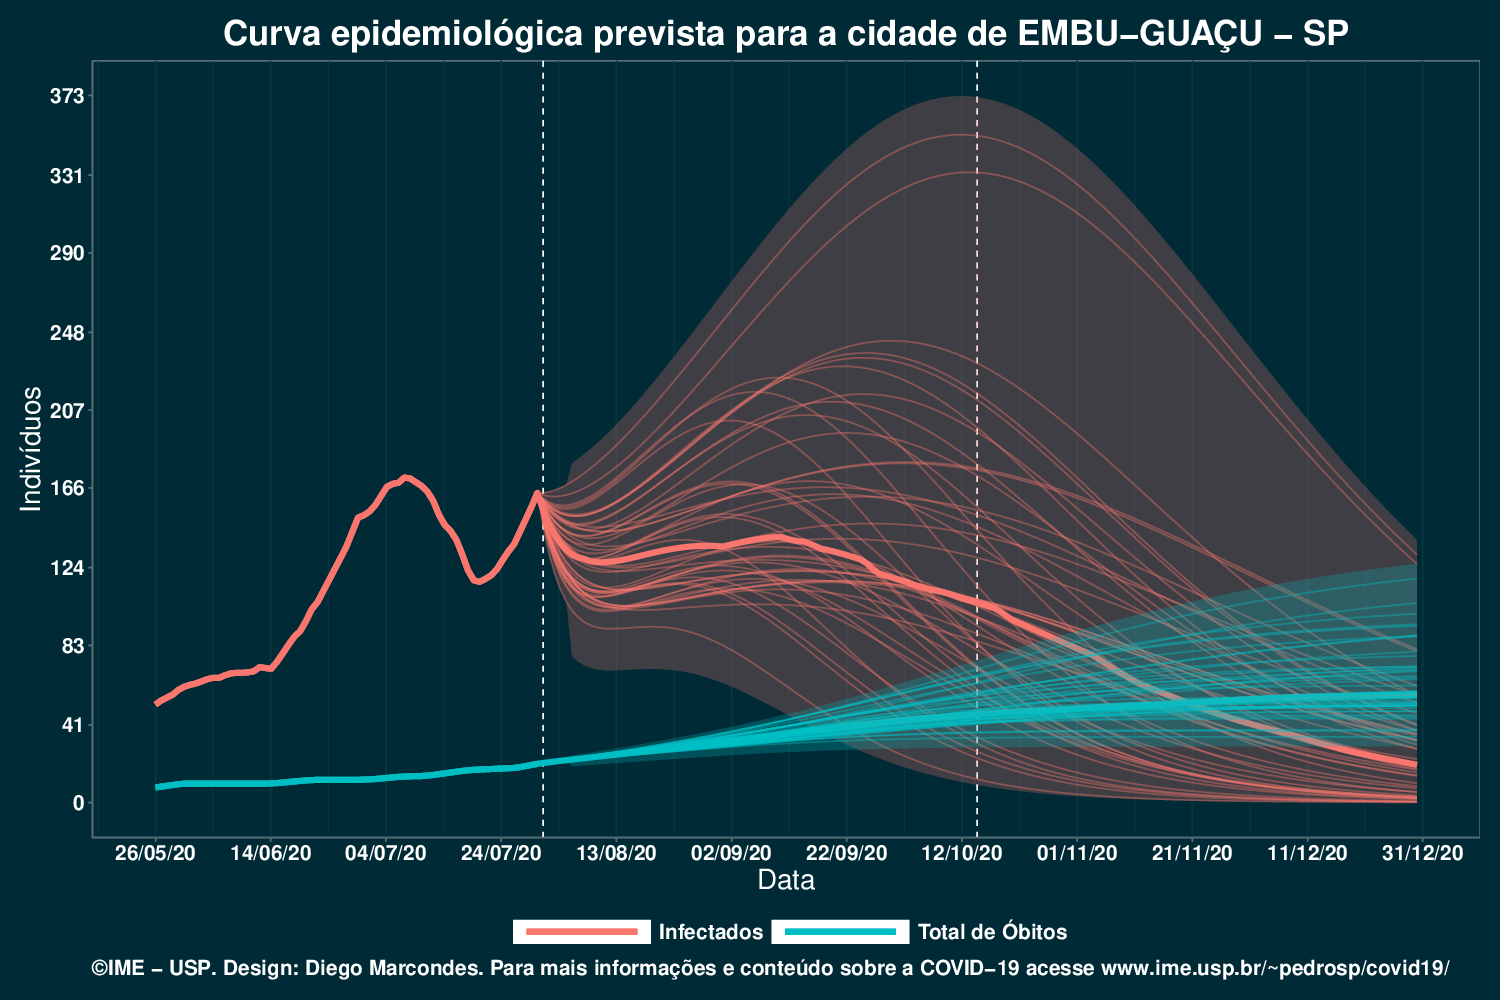 Curva epidemiológica prevista para a cidade de EMBU−GUAÇU − SP
Indivíduos
373
331
290
248
207
166
124
83
41
0
26/05/20 14/06/20 04/07/20 24/07/20 13/08/20 02/09/20 22/09/20 12/10/20 01/11/20 21/11/20 11/12/20 31/12/20
Data
Infectados Total de Óbitos
©IME − USP. Design: Diego Marcondes. Para mais informações e conteúdo sobre a COVID−19 acesse www.ime.usp.br/~pedrosp/covid19/